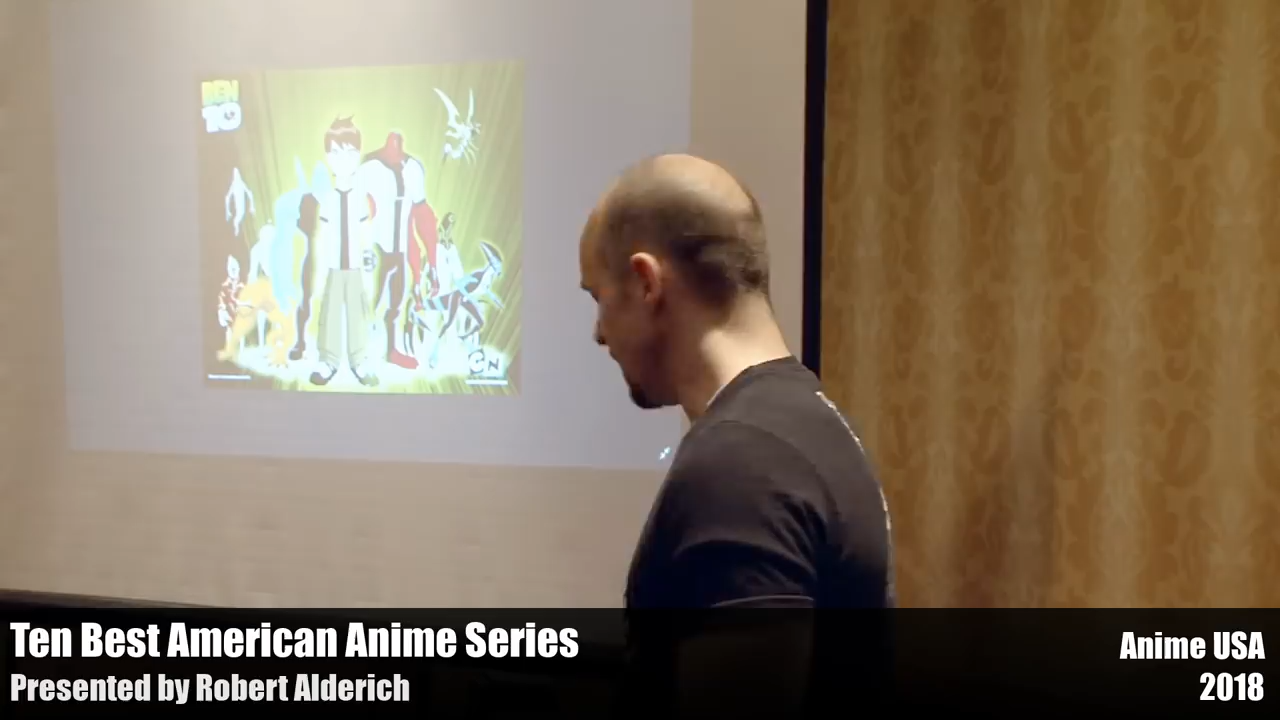 BEN
10
CN
Ten Best American Anime Series
Presented by Robert Alderich
Anime USA
2018